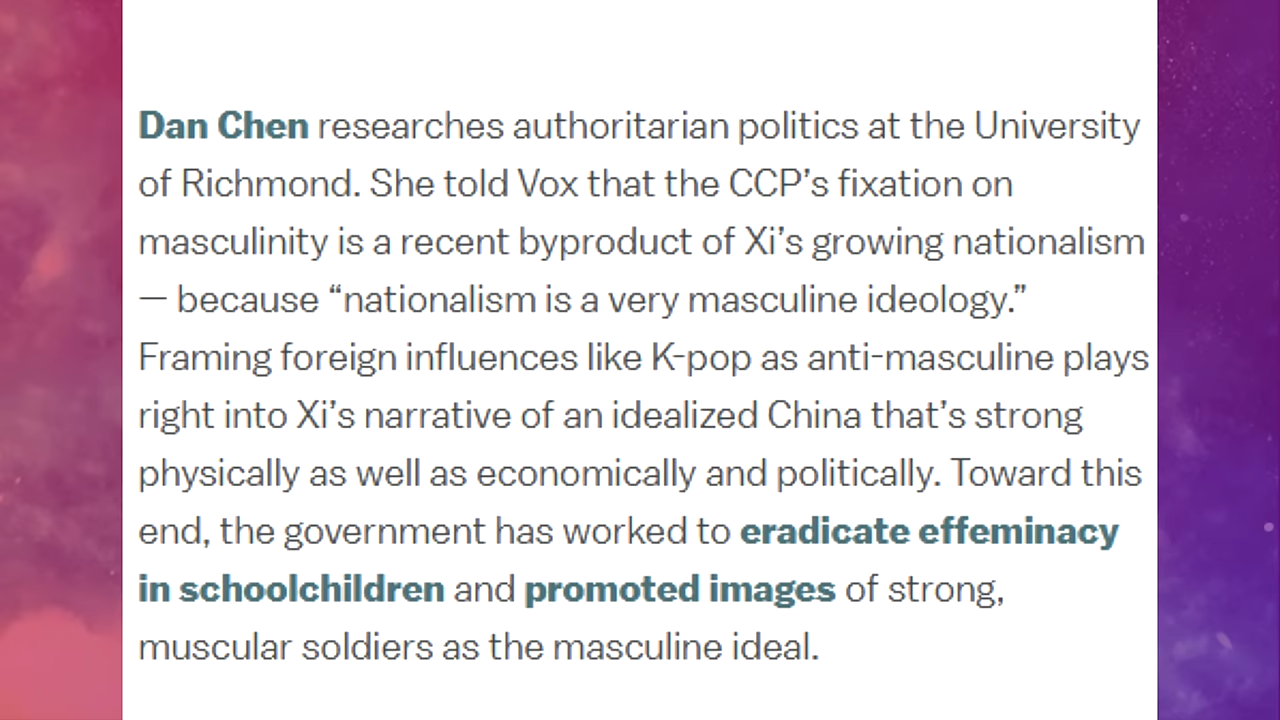 Dan Chen researches authoritarian politics at the University
of Richmond. She told Vox that the CCP’s fixation on
masculinity is a recent byproduct of Xi’s growing nationalism
— because “nationalism is a very masculine ideology.”
Framing foreign influences like K-pop as anti-masculine plays
right into Xi’s narrative of an idealized China that’s strong
physically as well as economically and politically. Toward this
end, the government has worked to eradicate effeminacy
in schoolchildren and promoted images of strong,
muscular soldiers as the masculine ideal.